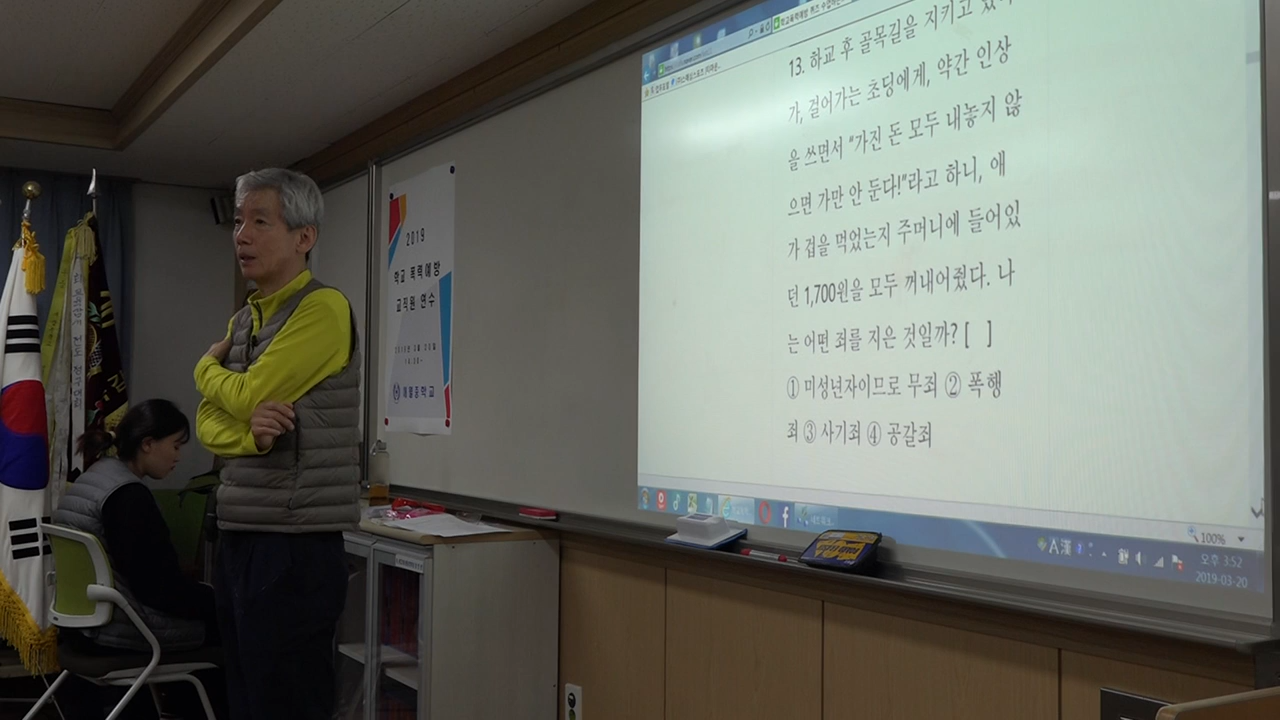 2019
학교 폭력예방
교직원 연수
13. 하교 후 골목길을 지키고 있
가, 걸어가는 초딩에게, 약간 인상
을 쓰면서 "가진 돈 모두 내놓지 않
으면 가만 안 둔다!"라고 하니, 애
가 겁을 먹었는지 주머니에 들어있
던 1,700원을 모두 꺼내어줬다. 나
는 어떤 죄를 지은 것일까? [ ]
① 미성년자이므로 무죄 ② 폭행
죄 ③ 사기죄 ④ 공갈죄
100%
오후 3:52
2019-03-20